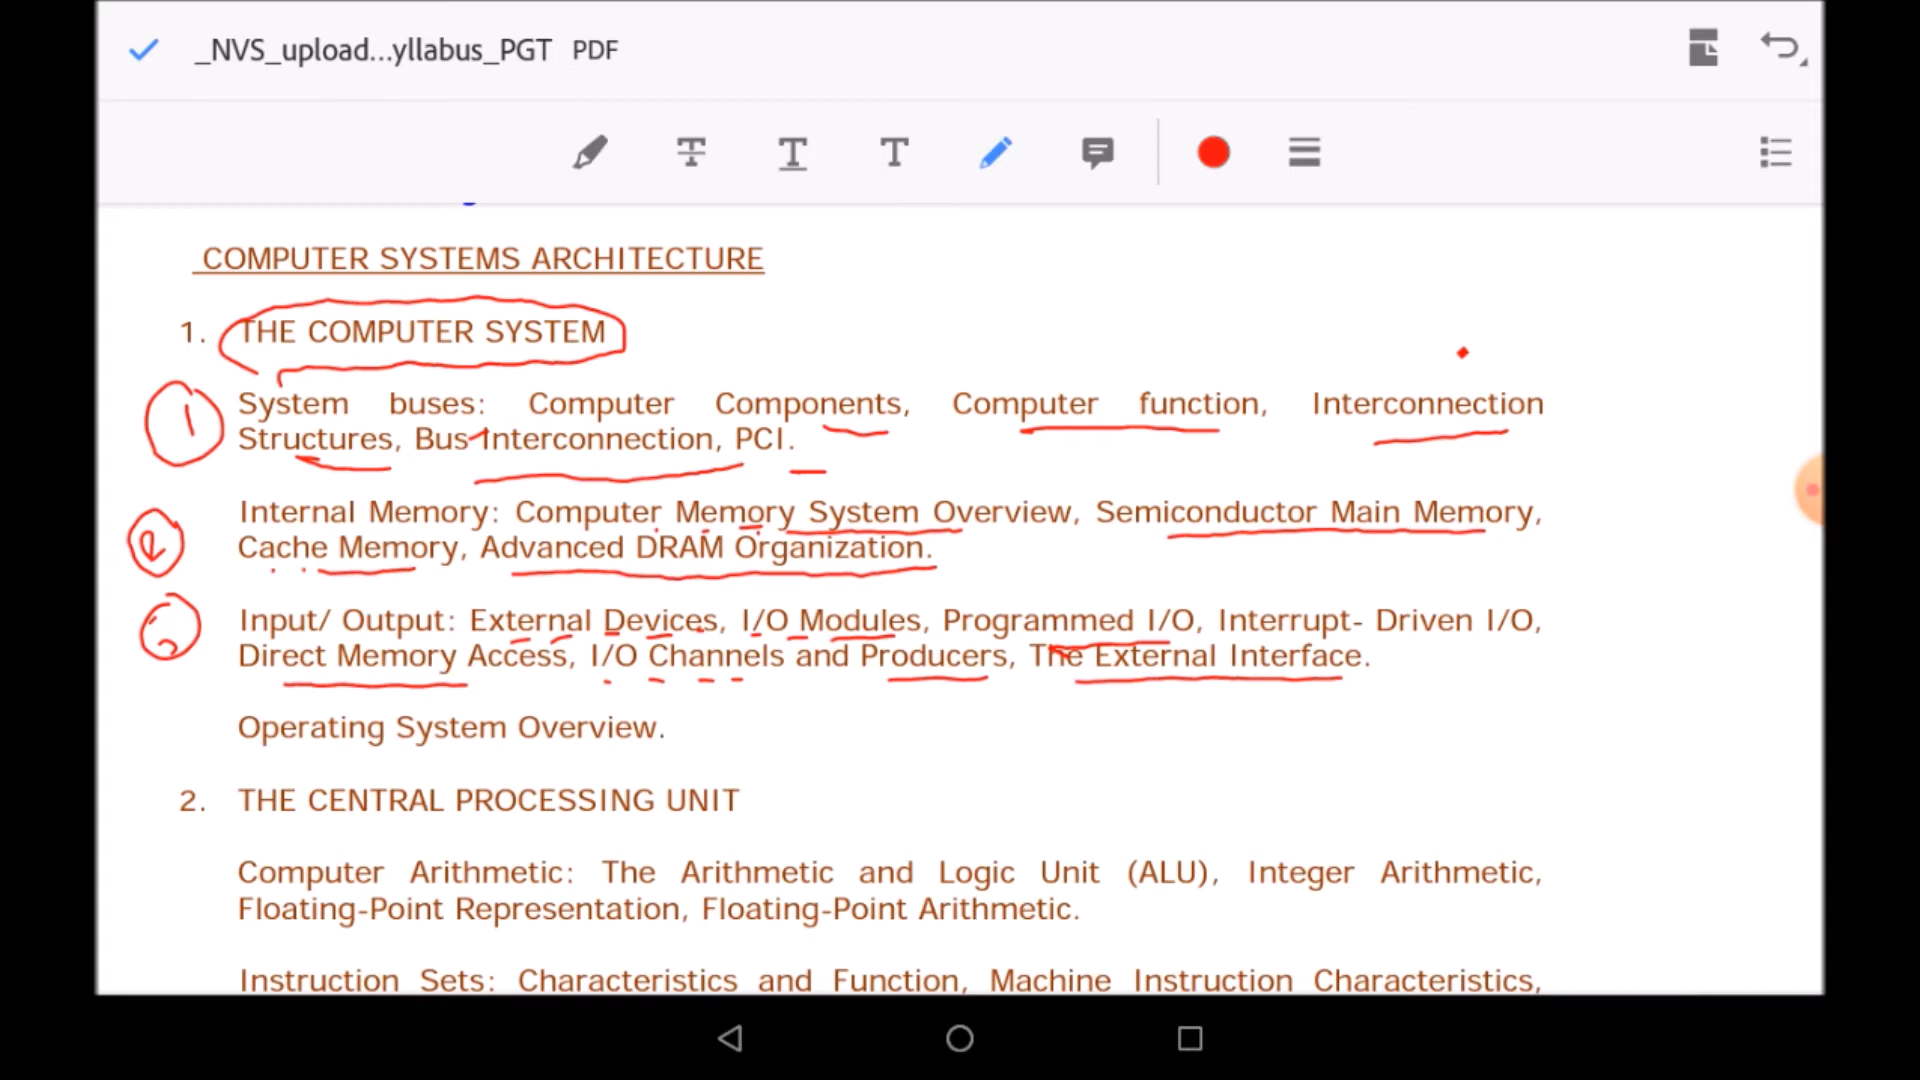 _NVS_upload...yllabus_PGT PDF
COMPUTER SYSTEMS ARCHITECTURE
1. THE COMPUTER SYSTEM
1
System buses: Computer Components, Computer function, Interconnection
Structures, Bus Interconnection, PCI.
2
Internal Memory: Computer Memory System Overview, Semiconductor Main Memory,
Cache Memory, Advanced DRAM Organization.
Input/ Output: External Devices, I/O Modules, Programmed I/O, Interrupt- Driven I/O,
Direct Memory Access, I/O Channels and Producers, The External Interface.
Operating System Overview.
2. THE CENTRAL PROCESSING UNIT
Computer Arithmetic: The Arithmetic and Logic Unit (ALU), Integer Arithmetic,
Floating-Point Representation, Floating-Point Arithmetic.
Instruction Sets: Characteristics and Function, Machine Instruction Characteristics,